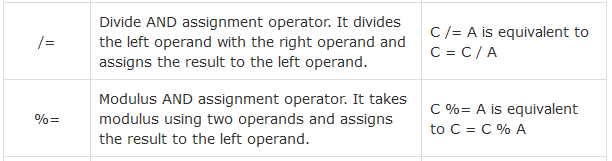 /=
Divide AND assignment operator. It divides
the left operand with the right operand and
assigns the result to the left operand.
C /= A is equivalent to
C = C / A
%=
Modulus AND assignment operator. It takes
modulus using two operands and assigns
the result to the left operand.
C %= A is equivalent
to C = C % A